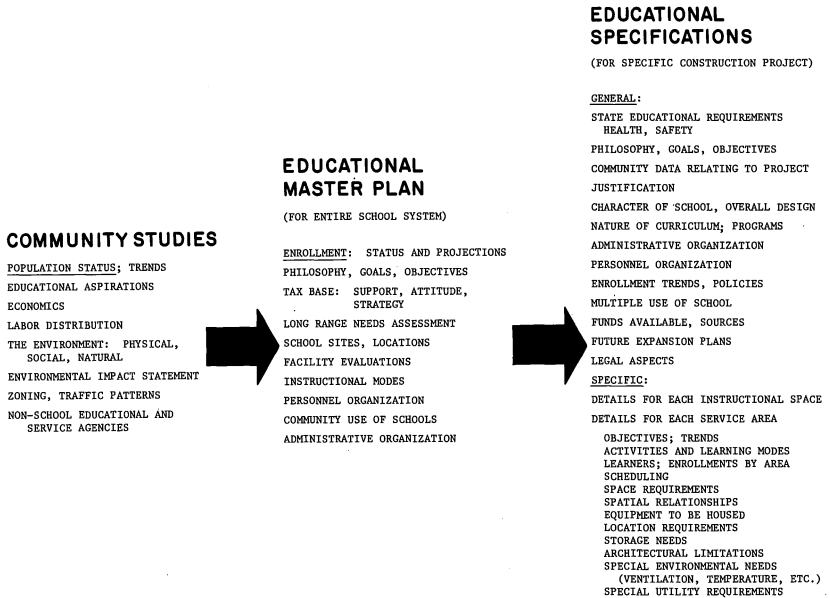 COMMUNITY STUDIES
POPULATION STATUS; TRENDS
EDUCATIONAL ASPIRATIONS
ECONOMICS
LABOR DISTRIBUTION
THE ENVIRONMENT: PHYSICAL,
SOCIAL, NATURAL
ENVIRONMENTAL IMPACT STATEMENT
ZONING, TRAFFIC PATTERNS
NON-SCHOOL EDUCATIONAL AND
SERVICE AGENCIES
EDUCATIONAL
MASTER PLAN
(FOR ENTIRE SCHOOL SYSTEM)
ENROLLMENT: STATUS AND PROJECTIONS
PHILOSOPHY, GOALS, OBJECTIVES
TAX BASE: SUPPORT, ATTITUDE,
STRATEGY
LONG RANGE NEEDS ASSESSMENT
SCHOOL SITES, LOCATIONS
FACILITY EVALUATIONS
INSTRUCTIONAL MODES
PERSONNEL ORGANIZATION
COMMUNITY USE OF SCHOOLS
ADMINISTRATIVE ORGANIZATION
EDUCATIONAL
SPECIFICATIONS
(FOR SPECIFIC CONSTRUCTION PROJECT)
GENERAL:
STATE EDUCATIONAL REQUIREMENTS
HEALTH, SAFETY
PHILOSOPHY, GOALS, OBJECTIVES
COMMUNITY DATA RELATING TO PROJECT
JUSTIFICATION
CHARACTER OF SCHOOL, OVERALL DESIGN
NATURE OF CURRICULUM; PROGRAMS
ADMINISTRATIVE ORGANIZATION
PERSONNEL ORGANIZATION
ENROLLMENT TRENDS, POLICIES
MULTIPLE USE OF SCHOOL
FUNDS AVAILABLE, SOURCES
FUTURE EXPANSION PLANS
LEGAL ASPECTS
SPECIFIC:
DETAILS FOR EACH INSTRUCTIONAL SPACE
DETAILS FOR EACH SERVICE AREA
OBJECTIVES; TRENDS
ACTIVITIES AND LEARNING MODES
LEARNERS; ENROLLMENTS BY AREA
SCHEDULING
SPACE REQUIREMENTS
SPATIAL RELATIONSHIPS
EQUIPMENT TO BE HOUSED
LOCATION REQUIREMENTS
STORAGE NEEDS
ARCHITECTURAL LIMITATIONS
SPECIAL ENVIRONMENTAL NEEDS
(VENTILATION, TEMPERATURE, ETC.)
SPECIAL UTILITY REQUIREMENTS